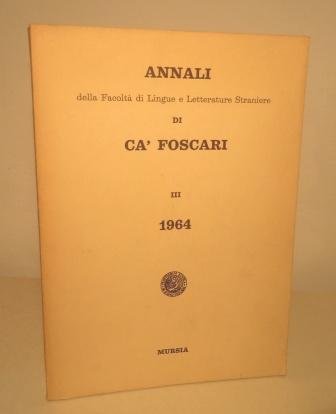 ANNALI
della Facoltà di Lingue e Letterature Straniere
DI
CA' FOSCARI
III
1964
MURSIA